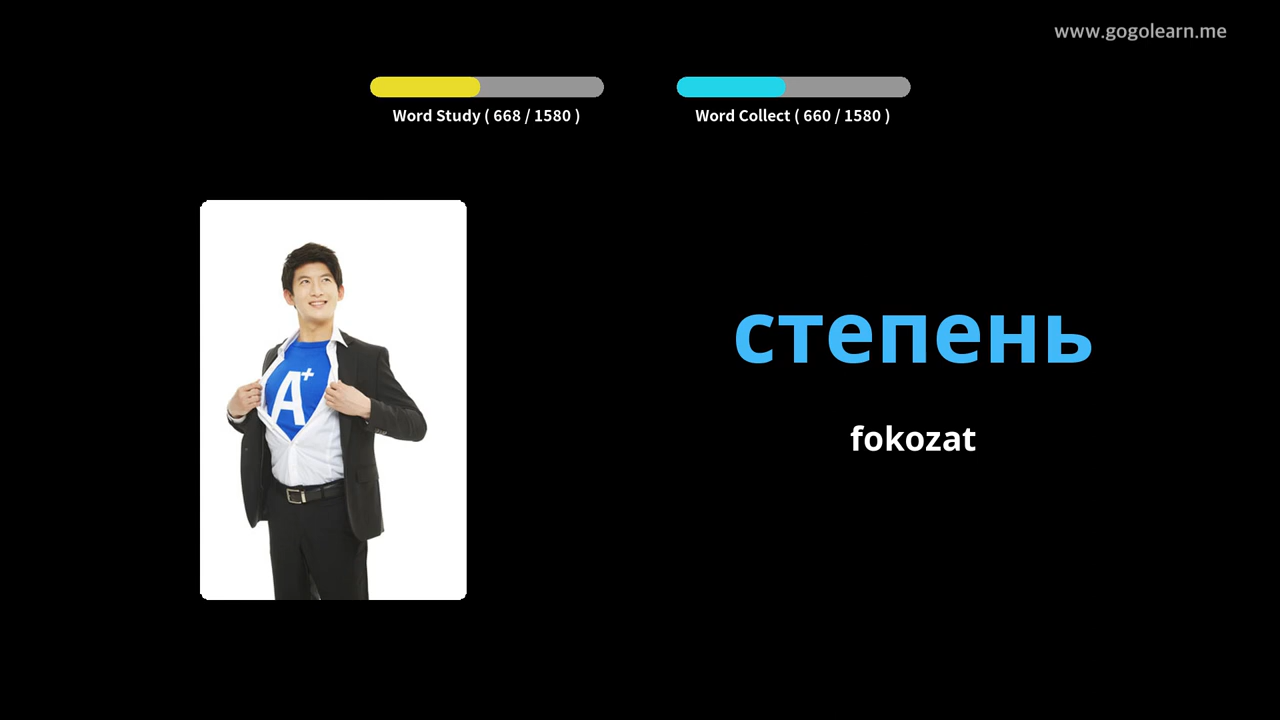 www.gogolearn.me
Word Study ( 668 / 1580 )
Word Collect ( 660 / 1580 )
A+
степень
fokozat